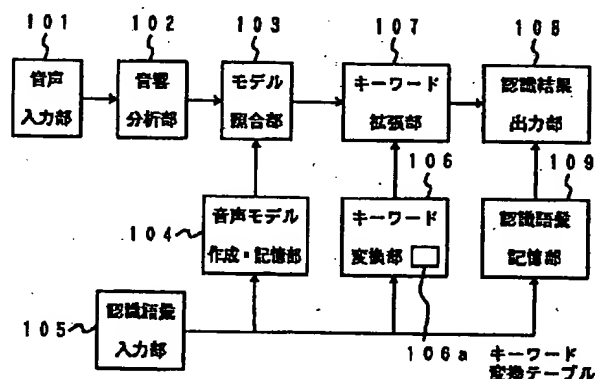 101
102
103
107
108
音声
入力部
音響
分析部
モデル
照合部
キーワード
拡張部
認識結果
出力部
106
109
104
音声モデル
作成・記憶部
キーワード
変換部
認識語彙
記憶部
105
認識語彙
入力部
106a
キーワード
変換テーブル